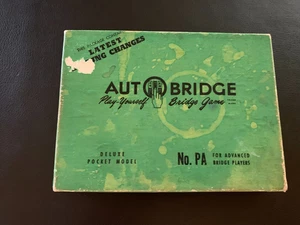 LATEST
ING CHANGES
AUTOBRIDGE
Play-Yourself Bridge Game
DELUXE
POCKET MODEL
No. PA
FOR ADVANCED
BRIDGE PLAYERS